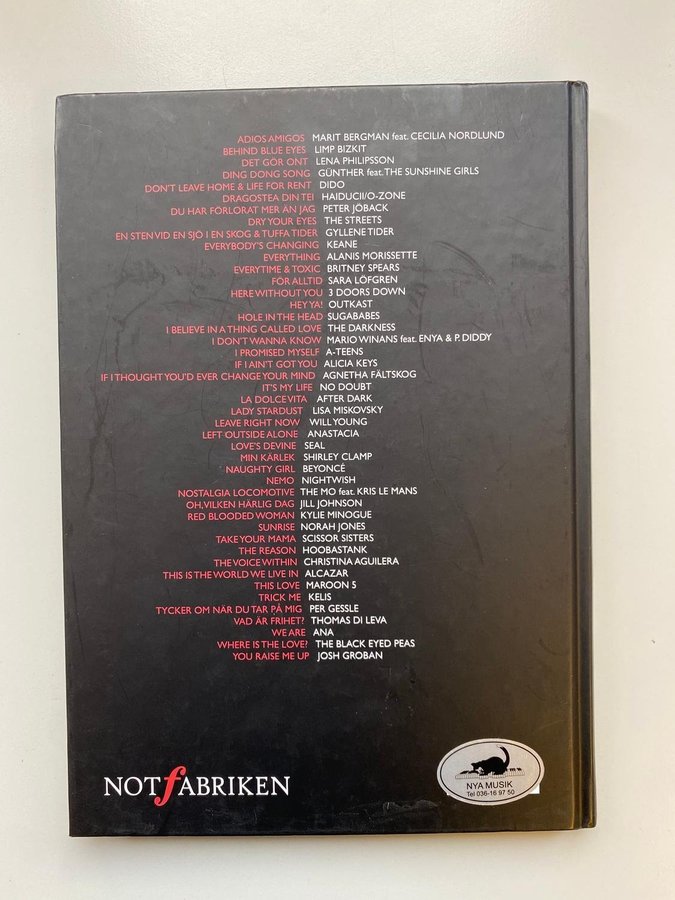 ADIOS AMIGOS MARIT BERGMAN feat. CECILIA NORDLUND
BEHIND BLUE EYES LIMP BIZKIT
DET GÖR ONT LENA PHILIPSSON
DING DONG SONG GÜNTHER feat. THE SUNSHINE GIRLS
DON'T LEAVE HOME & LIFE FOR RENT DIDO
DRAGOSTEA DIN TEI HAIDUCII/O-ZONE
DU HAR FÖRLORAT MER ÄN JAG PETER JÖBACK
DRY YOUR EYES THE STREETS
EN STEN VID EN SJÖ I EN SKOG & TUFFA TIDER GYLLENE TIDER
EVERYBODY'S CHANGING KEANE
EVERYTHING ALANIS MORISSETTE
EVERYTIME & TOXIC BRITNEY SPEARS
FÖR ALLTID SARA LÖFGREN
HERE WITHOUT YOU 3 DOORS DOWN
HEY YA! OUTKAST
HOLE IN THE HEAD SUGABABES
I BELIEVE IN A THING CALLED LOVE THE DARKNESS
I DON'T WANNA KNOW MARIO WINANS feat. ENYA & P. DIDDY
I PROMISED MYSELF A-TEENS
IF I AIN'T GOT YOU ALICIA KEYS
IF I THOUGHT YOU'D EVER CHANGE YOUR MIND AGNETHA FÄLTSKOG
IT'S MY LIFE NO DOUBT
LA DOLCE VITA AFTER DARK
LADY STARDUST LISA MISKOVSKY
LEAVE RIGHT NOW WILL YOUNG
LEFT OUTSIDE ALONE ANASTACIA
LOVE'S DEVINE SEAL
MIN KÄRLEK SHIRLEY CLAMP
NAUGHTY GIRL BEYONCÉ
NEMO NIGHTWISH
NOSTALGIA LOCOMOTIVE THE MO feat. KRIS LE MANS
OH, VILKEN HÄRLIG DAG JILL JOHNSON
RED BLOODED WOMAN KYLIE MINOGUE
SUNRISE NORAH JONES
TAKE YOUR MAMA SCISSOR SISTERS
THE REASON HOOBASTANK
THE VOICE WITHIN CHRISTINA AGUILERA
THIS IS THE WORLD WE LIVE IN ALCAZAR
THIS LOVE MAROON 5
TRICK ME KELIS
TYCKER OM NÄR DU TAR PÅ MIG PER GESSLE
VAD ÄR FRIHET? THOMAS DI LEVA
WE ARE ANA
WHERE IS THE LOVE? THE BLACK EYED PEAS
YOU RAISE ME UP JOSH GROBAN
NOTfABRIKEN
NYA MUSIK
Tel 036-16 97 50